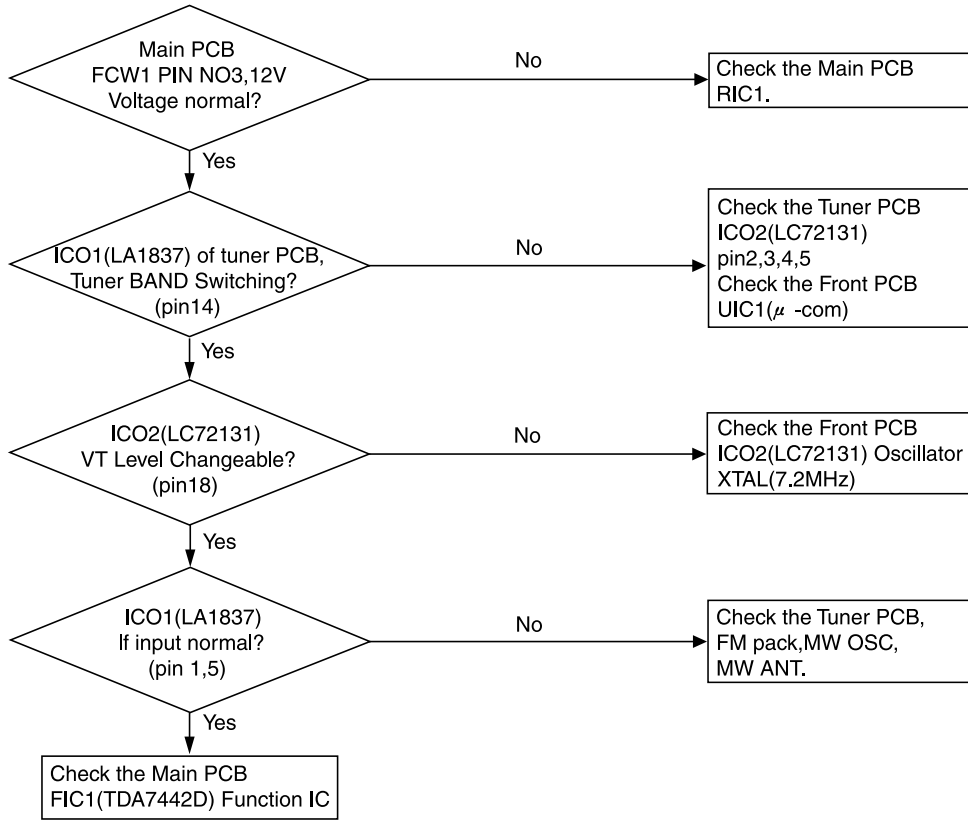 Main PCB
FCW1 PIN NO3,12V
Voltage normal?
No
Check the Main PCB
RIC1.
Yes
ICO1(LA1837) of tuner PCB,
Tuner BAND Switching?
(pin14)
No
Check the Tuner PCB
ICO2(LC72131)
pin2,3,4,5
Check the Front PCB
UIC1(μ -com)
Yes
ICO2(LC72131)
VT Level Changeable?
(pin18)
No
Check the Front PCB
ICO2(LC72131) Oscillator
XTAL(7.2MHz)
Yes
ICO1(LA1837)
If input normal?
(pin 1,5)
No
Check the Tuner PCB,
FM pack,MW OSC,
MW ANT.
Yes
Check the Main PCB
FIC1(TDA7442D) Function IC